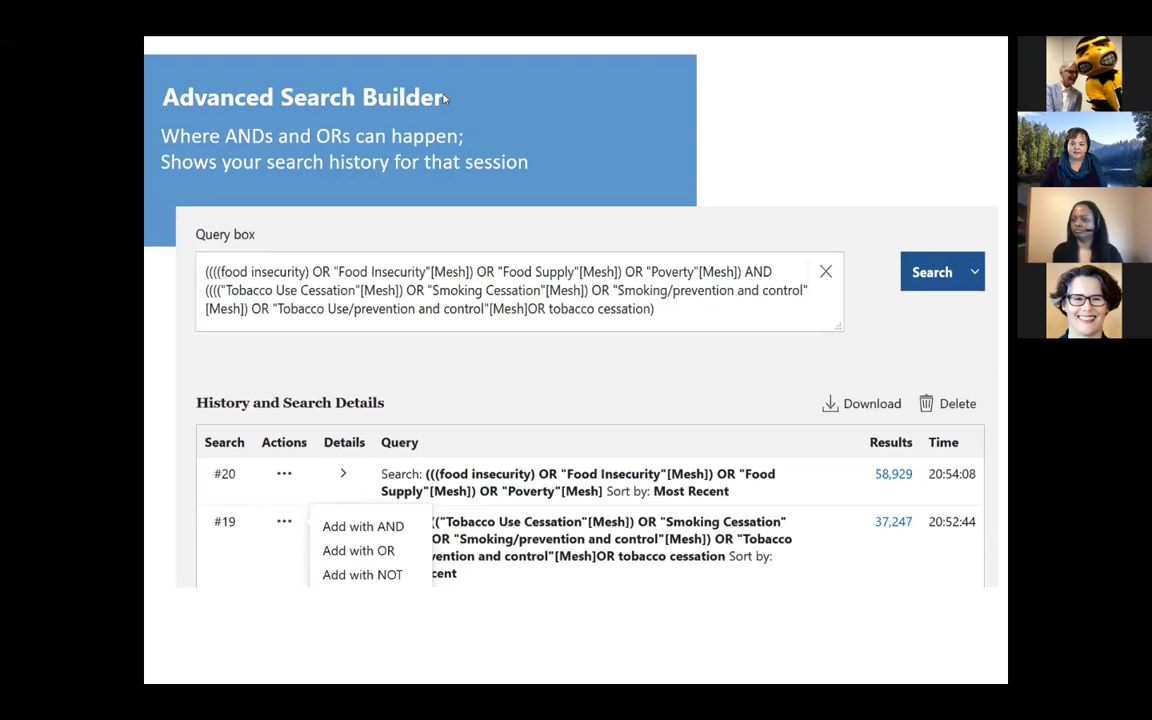 Advanced Search Builder
Where ANDs and ORs can happen;
Shows your search history for that session
Query box
((((food insecurity) OR "Food Insecurity"[Mesh]) OR "Food Supply"[Mesh]) OR "Poverty"[Mesh]) AND
(((("Tobacco Use Cessation"[Mesh]) OR "Smoking Cessation"[Mesh]) OR "Smoking/prevention and control"
[Mesh]) OR "Tobacco Use/prevention and control"[Mesh]OR tobacco cessation)
Search
History and Search Details
Download
Delete
Search Actions Details Query Results Time
#20 ... > Search: (((food insecurity) OR "Food Insecurity"[Mesh]) OR "Food 58,929 20:54:08
Supply"[Mesh]) OR "Poverty"[Mesh] Sort by: Most Recent
#19 ... (("Tobacco Use Cessation"[Mesh]) OR "Smoking Cessation" 37,247 20:52:44
Add with AND OR "Smoking/prevention and control"[Mesh]) OR "Tobacco
Add with OR vention and control"[Mesh]OR tobacco cessation Sort by:
Add with NOT cent